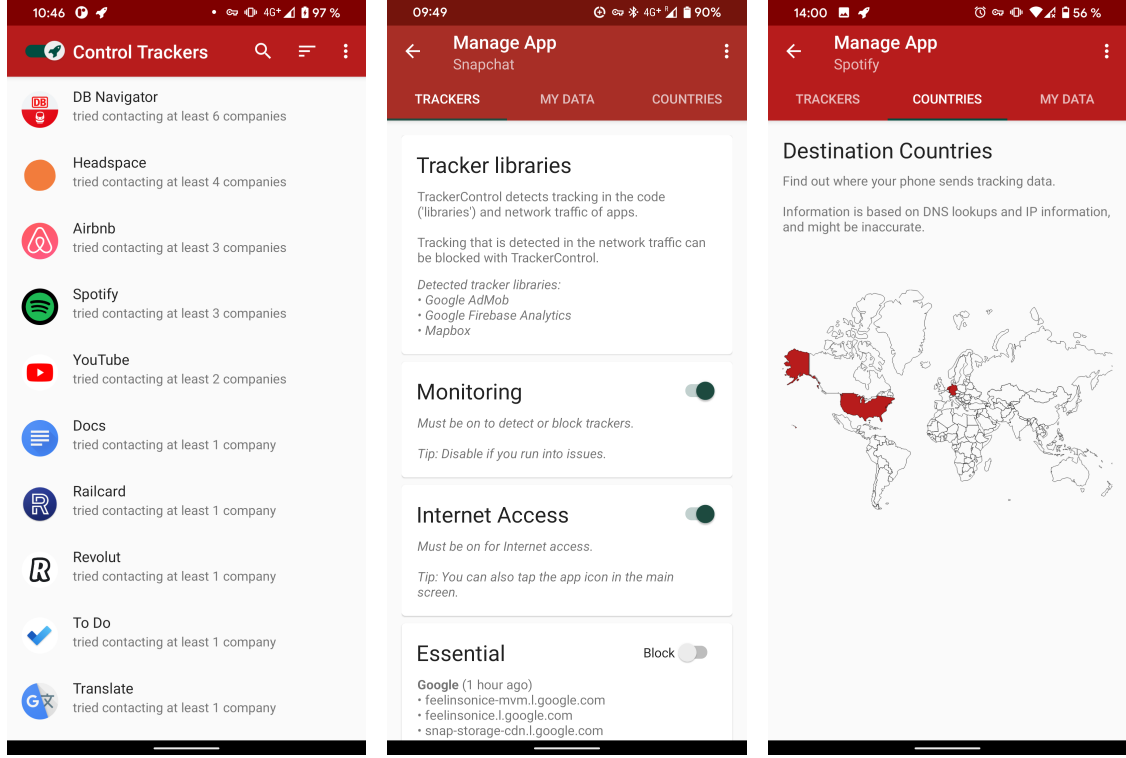 10:46
4G+
97 %
Control Trackers
DB
DB Navigator
tried contacting at least 6 companies
Headspace
tried contacting at least 4 companies
Airbnb
tried contacting at least 3 companies
Spotify
tried contacting at least 3 companies
YouTube
tried contacting at least 2 companies
Docs
tried contacting at least 1 company
R
Railcard
tried contacting at least 1 company
R
Revolut
tried contacting at least 1 company
To Do
tried contacting at least 1 company
G文
Translate
tried contacting at least 1 company
09:49
4G+
R
90%
Manage App
Snapchat
TRACKERS
MY DATA
COUNTRIES
Tracker libraries
TrackerControl detects tracking in the code
('libraries') and network traffic of apps.
Tracking that is detected in the network traffic can
be blocked with TrackerControl.
Detected tracker libraries:
• Google AdMob
• Google Firebase Analytics
• Mapbox
Monitoring
Must be on to detect or block trackers.
Tip: Disable if you run into issues.
Internet Access
Must be on for Internet access.
Tip: You can also tap the app icon in the main
screen.
Essential
Block
Google (1 hour ago)
• feelinsonice-mvm.l.google.com
• feelinsonice.l.google.com
• snap-storage-cdn.l.google.com
14:00
56 %
Manage App
Spotify
TRACKERS
COUNTRIES
MY DATA
Destination Countries
Find out where your phone sends tracking data.
Information is based on DNS lookups and IP information,
and might be inaccurate.